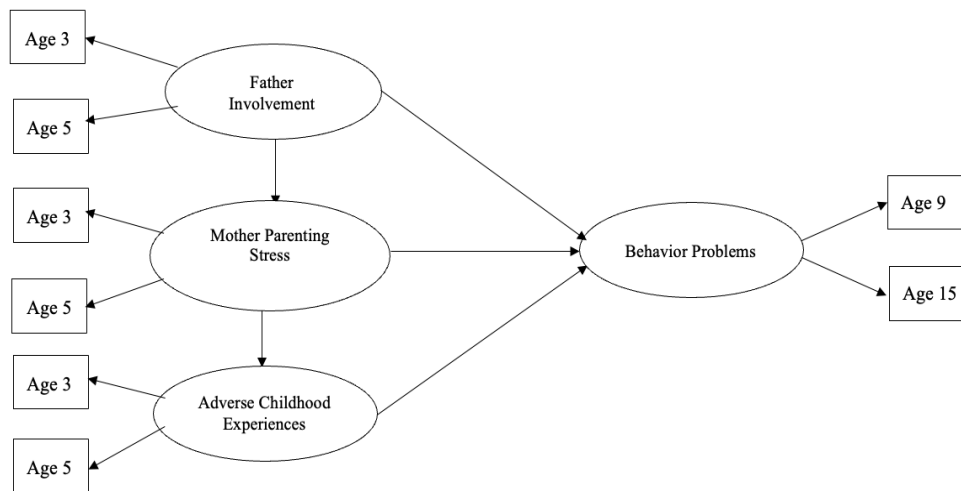 Age 3
Father
Involvement
Age 5
Age 3
Mother Parenting
Stress
Age 5
Age 3
Adverse Childhood
Experiences
Age 5
Behavior Problems
Age 9
Age 15